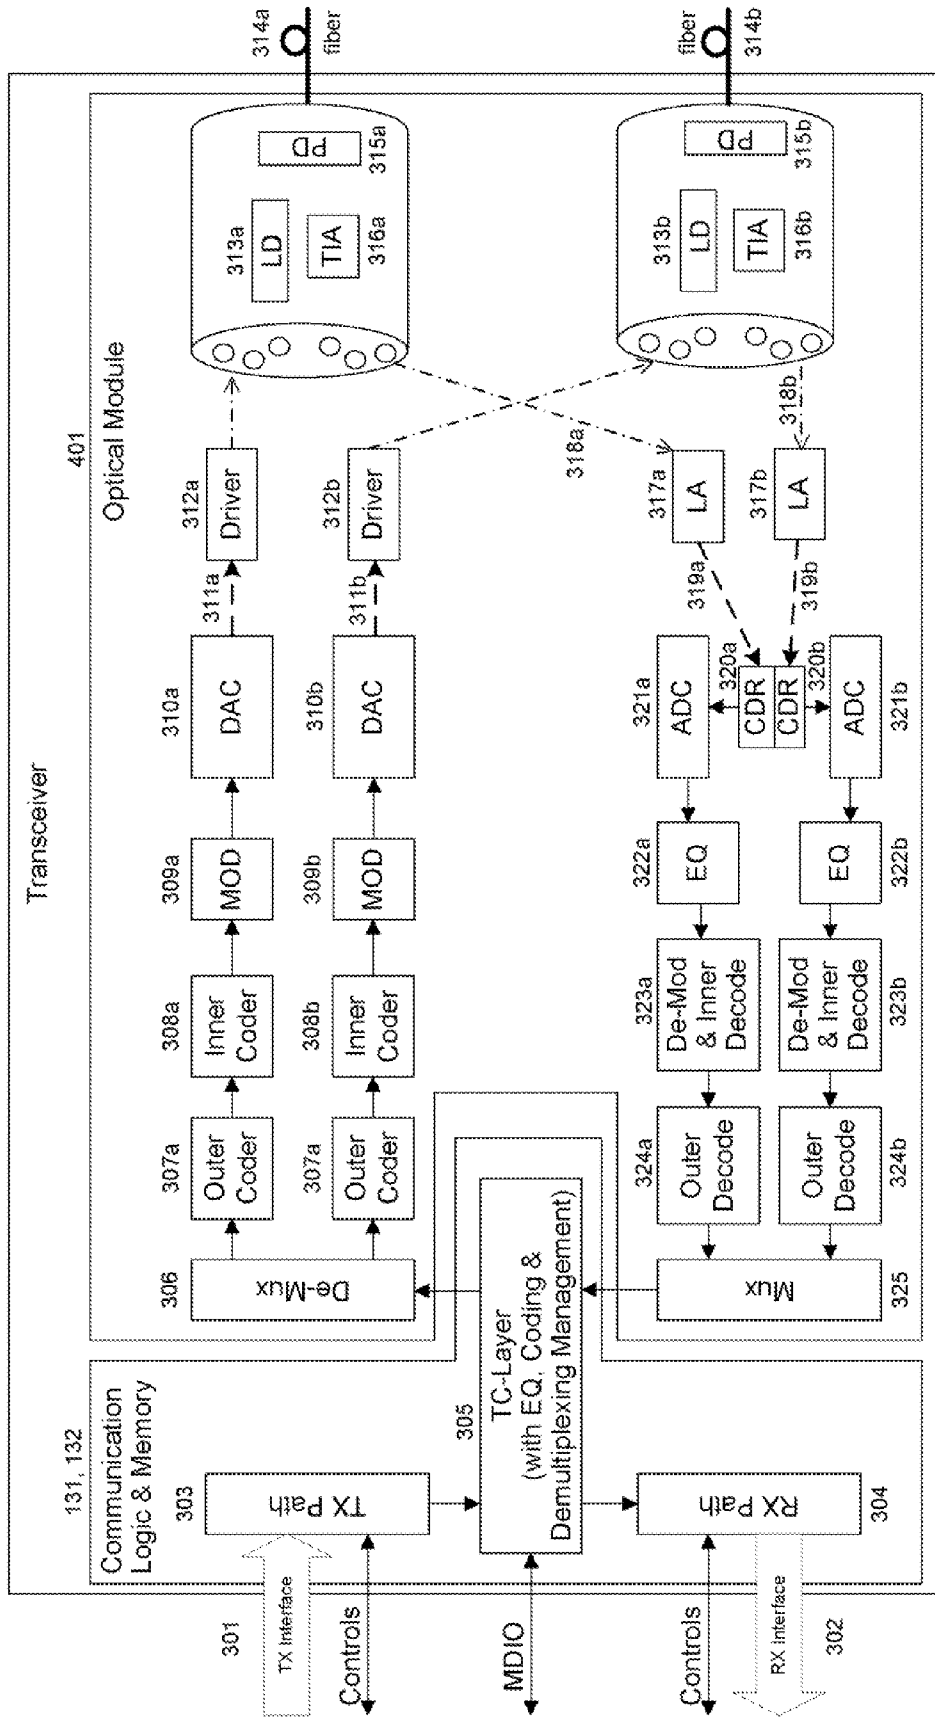 Transceiver
131, 132
Communication
Logic & Memory
401
Optical Module
301
TX Interface
Controls
MDIO
Controls
RX Interface
302
303
TX Path
305
TC-Layer
(with EQ, Coding &
Demultiplexing Management)
RX Path
304
306
De-Mux
307a
Outer
Coder
308a
Inner
Coder
309a
MOD
310a
DAC
311a
312a
Driver
307a
Outer
Coder
308b
Inner
Coder
309b
MOD
310b
DAC
311b
312b
Driver
313a
LD
TIA
316a
PD
315a
314a
fiber
318a
313b
LD
TIA
316b
PD
315b
fiber
314b
318b
Mux
325
324a
Outer
Decode
323a
De-Mod
& Inner
Decode
322a
EQ
321a
ADC
320a
CDR
319a
317a
LA
Outer
Decode
324b
De-Mod
& Inner
Decode
323b
EQ
322b
ADC
321b
CDR
320b
319b
317b
LA